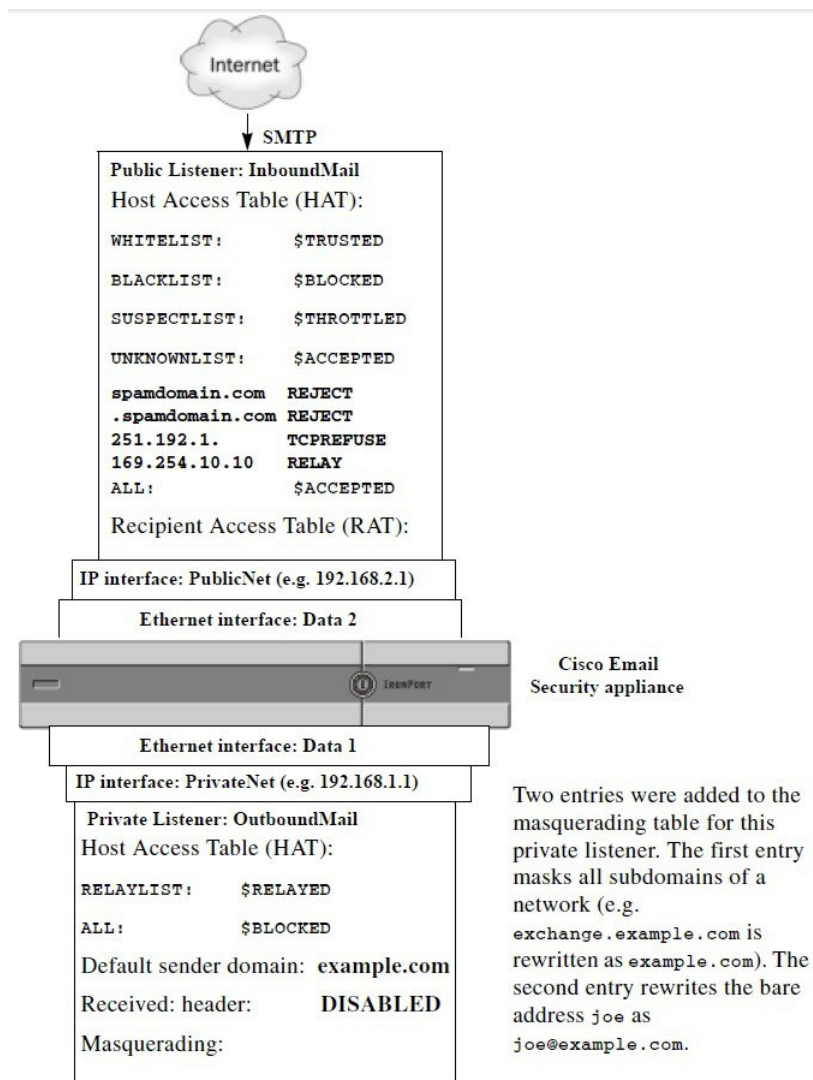 Internet
SMTP
Public Listener: InboundMail
Host Access Table (HAT):
WHITELIST: $TRUSTED
BLACKLIST: $BLOCKED
SUSPECTLIST: $THROTTLED
UNKNOWNLIST: $ACCEPTED
spamdomain.com REJECT
.spamdomain.com REJECT
251.192.1. TCPREFUSE
169.254.10.10 RELAY
ALL: $ACCEPTED
Recipient Access Table (RAT):
IP interface: PublicNet (e.g. 192.168.2.1)
Ethernet interface: Data 2
IRONPORT
Cisco Email
Security appliance
Ethernet interface: Data 1
IP interface: PrivateNet (e.g. 192.168.1.1)
Private Listener: OutboundMail
Host Access Table (HAT):
RELAYLIST: $RELAYED
ALL: $BLOCKED
Default sender domain: example.com
Received: header: DISABLED
Masquerading:
Two entries were added to the
masquerading table for this
private listener. The first entry
masks all subdomains of a
network (e.g.
exchange.example.com is
rewritten as example.com). The
second entry rewrites the bare
address joe as
joe@example.com.